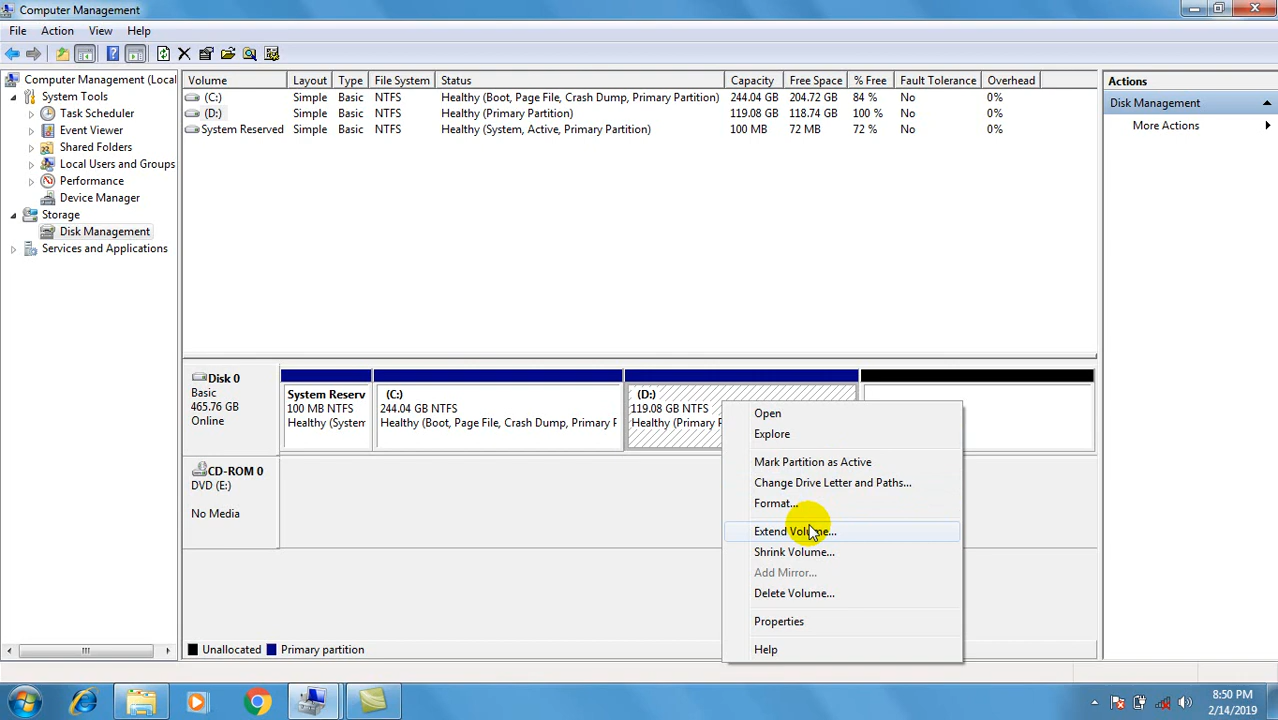 Computer Management
File Action View Help
Computer Management (Local
System Tools
Task Scheduler
Event Viewer
Shared Folders
Local Users and Groups
Performance
Device Manager
Storage
Disk Management
Services and Applications
Volume Layout Type File System Status Capacity Free Space % Free Fault Tolerance Overhead
(C:) Simple Basic NTFS Healthy (Boot, Page File, Crash Dump, Primary Partition) 244.04 GB 204.72 GB 84 % No 0%
(D:) Simple Basic NTFS Healthy (Primary Partition) 119.08 GB 118.74 GB 100 % No 0%
System Reserved Simple Basic NTFS Healthy (System, Active, Primary Partition) 100 MB 72 MB 72 % No 0%
Actions
Disk Management
More Actions
Disk 0
Basic
465.76 GB
Online
System Reserv
100 MB NTFS
Healthy (System
(C:)
244.04 GB NTFS
Healthy (Boot, Page File, Crash Dump, Primary F
(D:)
119.08 GB NTFS
Healthy (Primary F
CD-ROM 0
DVD (E:)
No Media
Open
Explore
Mark Partition as Active
Change Drive Letter and Paths...
Format...
Extend Volume...
Shrink Volume...
Add Mirror...
Delete Volume...
Properties
Help
Unallocated Primary partition
8:50 PM
2/14/2019